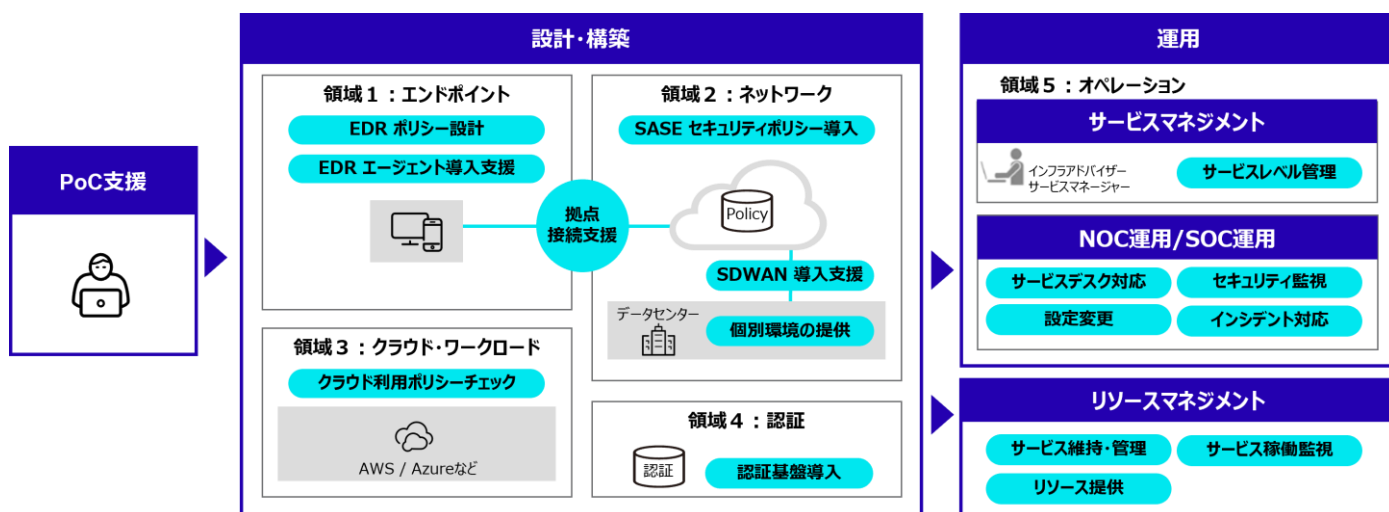 PoC支援
設計・構築
領域1:エンドポイント
EDR ポリシー設計
EDR エージェント導入支援
拠点
接続支援
領域2:ネットワーク
SASE セキュリティポリシー導入
Policy
SDWAN 導入支援
データセンター
個別環境の提供
領域3:クラウド・ワークロード
クラウド利用ポリシーチェック
AWS / Azureなど
領域4:認証
認証
認証基盤導入
運用
領域5:オペレーション
サービスマネジメント
インフラアドバイザー
サービスマネージャー
サービスレベル管理
NOC運用/SOC運用
サービスデスク対応
セキュリティ監視
設定変更
インシデント対応
リソースマネジメント
サービス維持・管理
サービス稼働監視
リソース提供